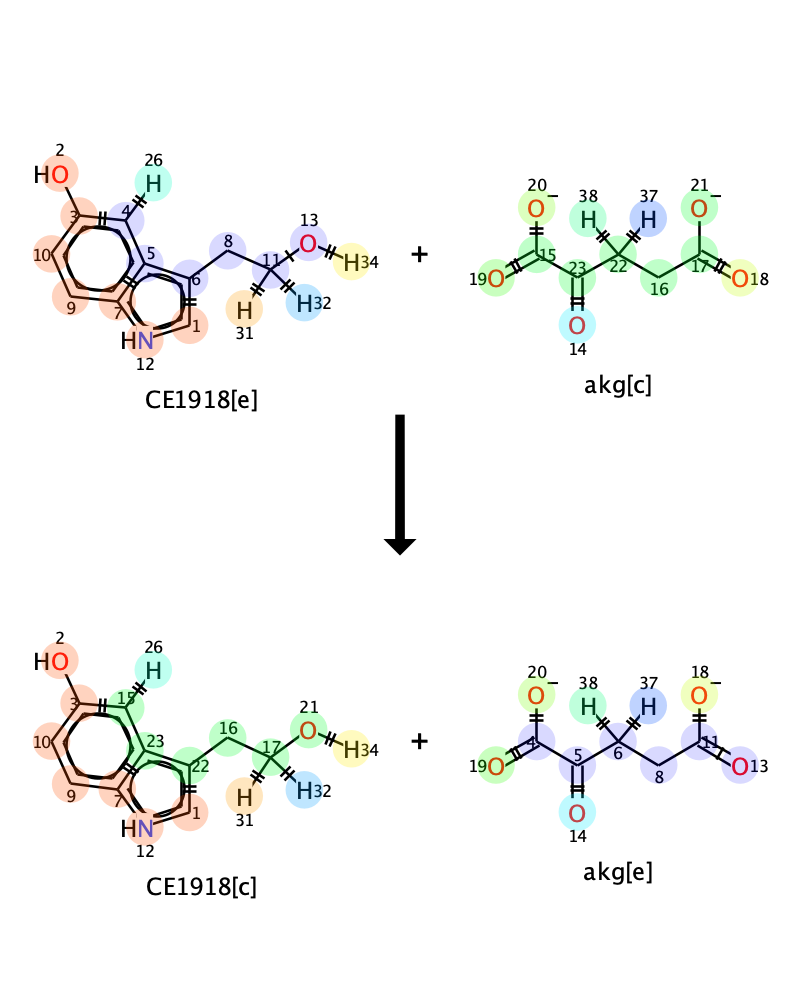 2
26
HO
H
3
4
13
10
5
8
11
O
H34
6
H
H32
9
7
HN
1
31
12
CE1918[e]
+
20
38
37
21
O−
H
H
O−
15
22
17
19O
23
16
O18
O
14
akg[c]
2
26
HO
H
3
15
21
10
23
16
17
O
H34
22
H
H32
9
7
HN
1
31
12
CE1918[c]
+
20
38
37
18
O−
H
H
O−
4
5
6
11
19O
8
O13
O
14
akg[e]